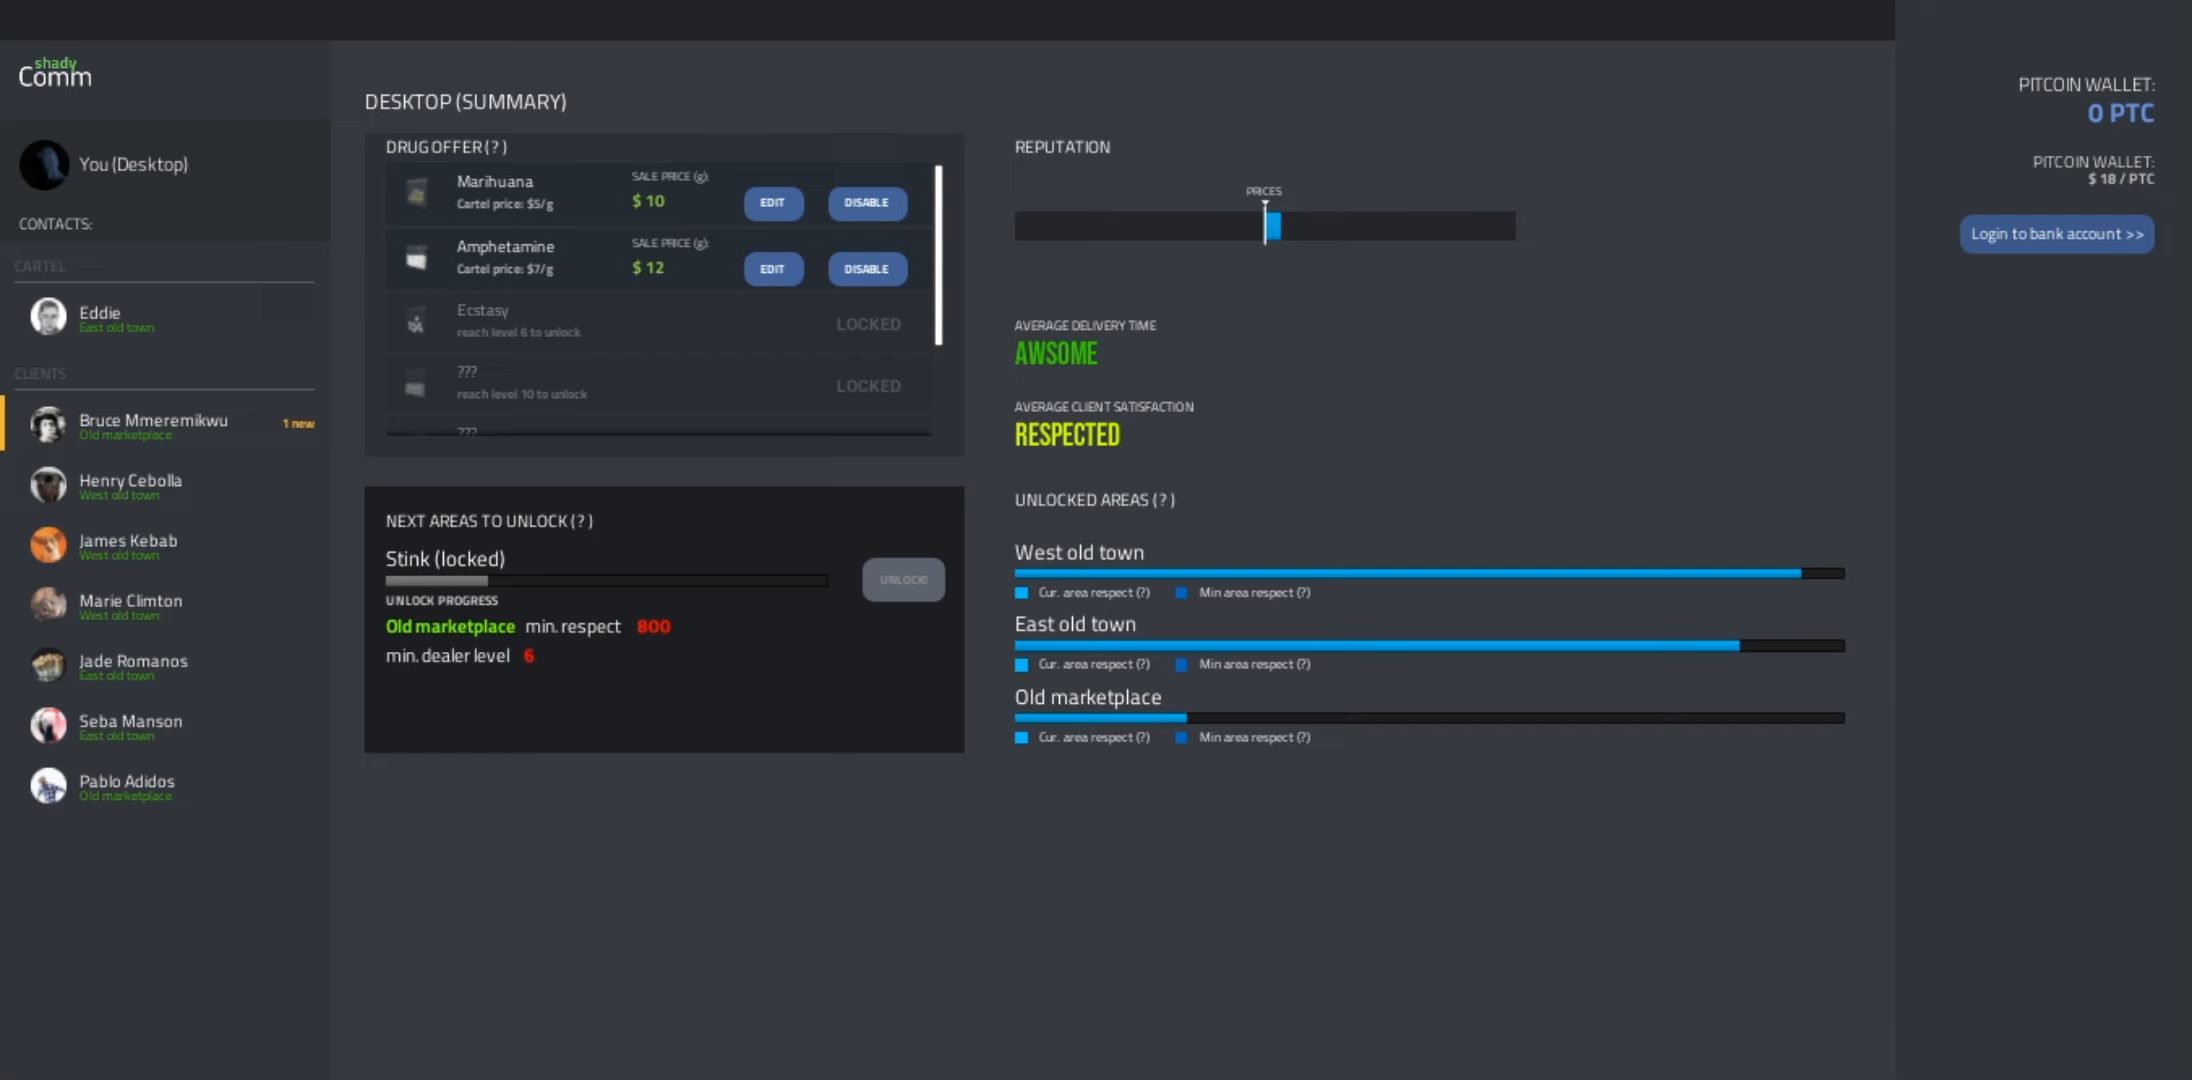 shady
Comm
You (Desktop)
CONTACTS:
CARTEL
Eddie
East old town
CLIENTS
Bruce Mmeremikwu
Old marketplace
1 new
Henry Cebolla
West old town
James Kebab
West old town
Marie Climton
West old town
Jade Romanos
East old town
Seba Manson
East old town
Pablo Adidos
Old marketplace
DESKTOP (SUMMARY)
DRUG OFFER (?)
Marihuana
Cartel price: $5/g
SALE PRICE (g):
$ 10
EDIT
DISABLE
Amphetamine
Cartel price: $7/g
SALE PRICE (g):
$ 12
EDIT
DISABLE
Ecstasy
reach level 6 to unlock
LOCKED
???
reach level 10 to unlock
LOCKED
???
NEXT AREAS TO UNLOCK (?)
Stink (locked)
UNLOCK!
UNLOCK PROGRESS
Old marketplace min. respect 800
min. dealer level 6
REPUTATION
PRICES
AVERAGE DELIVERY TIME
AWSOME
AVERAGE CLIENT SATISFACTION
RESPECTED
UNLOCKED AREAS (?)
West old town
Cur. area respect (?) Min area respect (?)
East old town
Cur. area respect (?) Min area respect (?)
Old marketplace
Cur. area respect (?) Min area respect (?)
PITCOIN WALLET:
0 PTC
PITCOIN WALLET:
$ 18 / PTC
Login to bank account >>